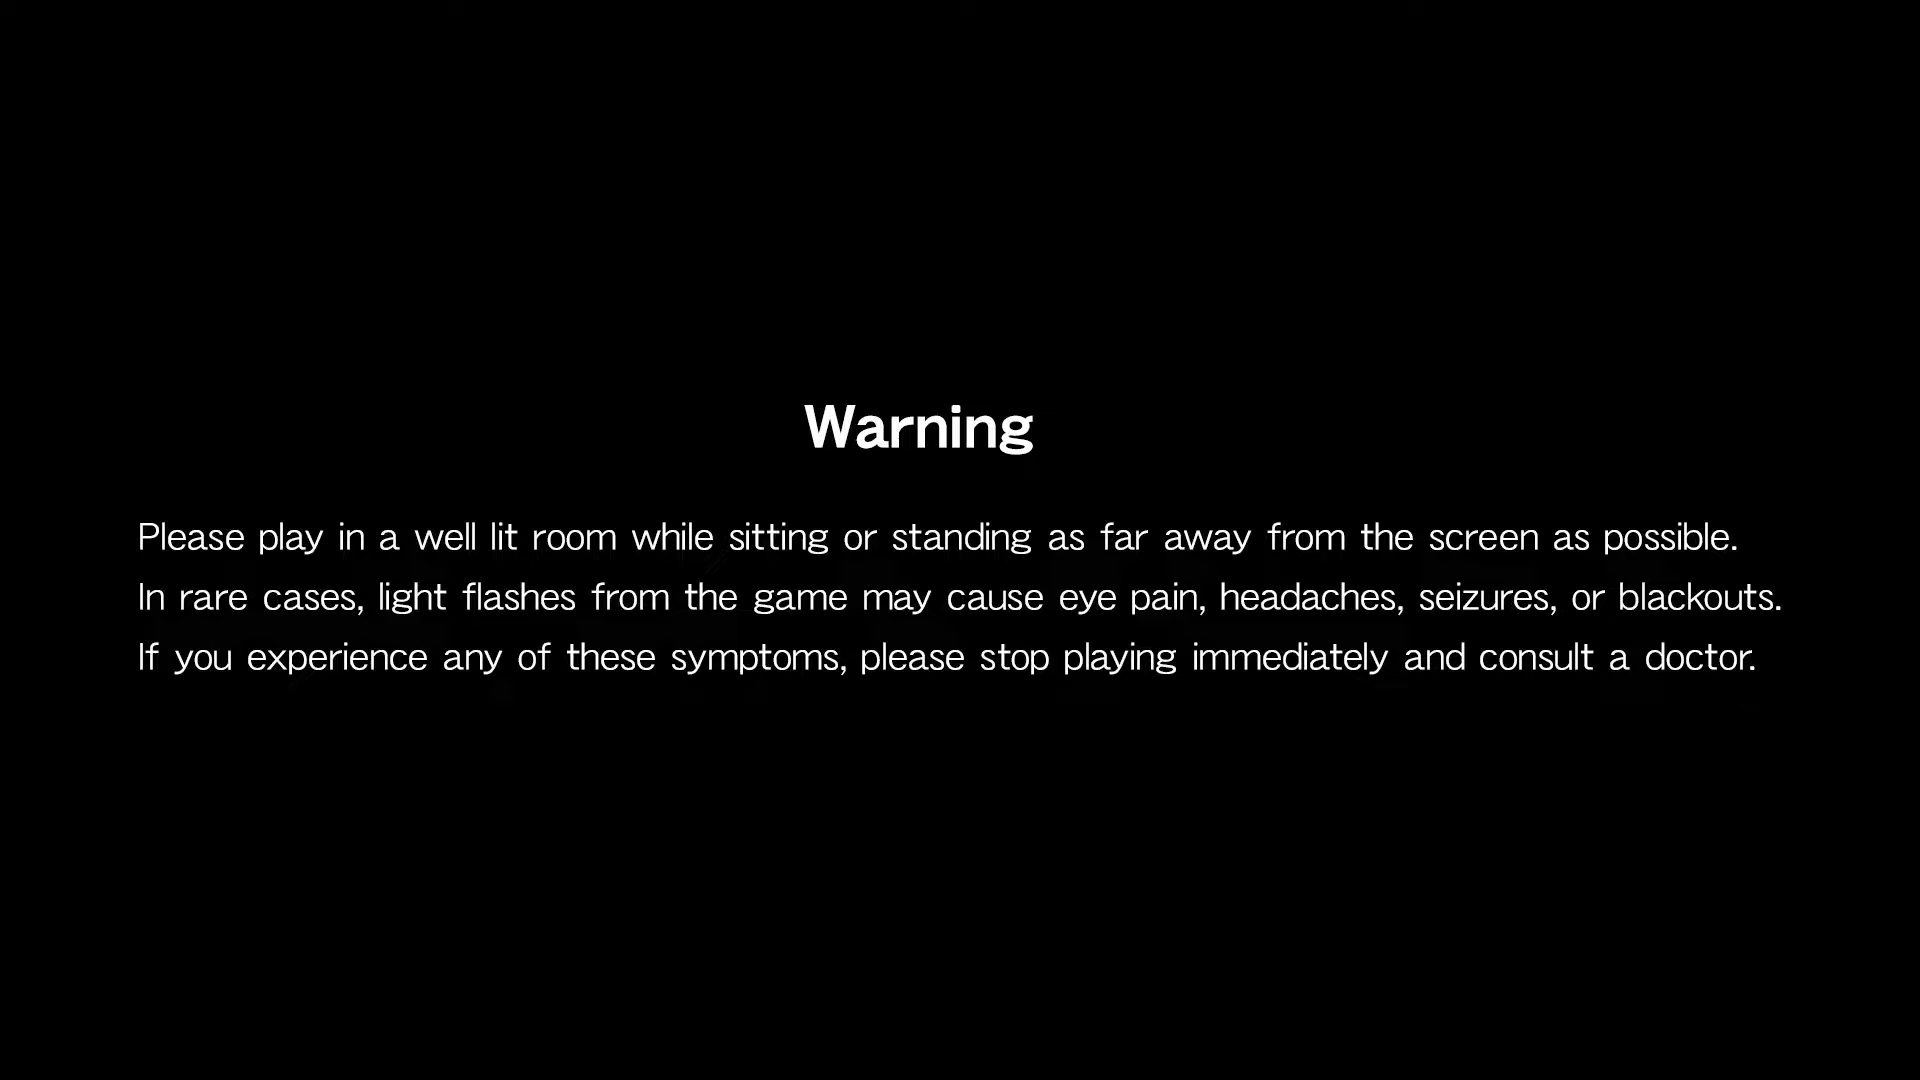 Warning
Please play in a well lit room while sitting or standing as far away from the screen as possible.
In rare cases, light flashes from the game may cause eye pain, headaches, seizures, or blackouts.
If you experience any of these symptoms, please stop playing immediately and consult a doctor.